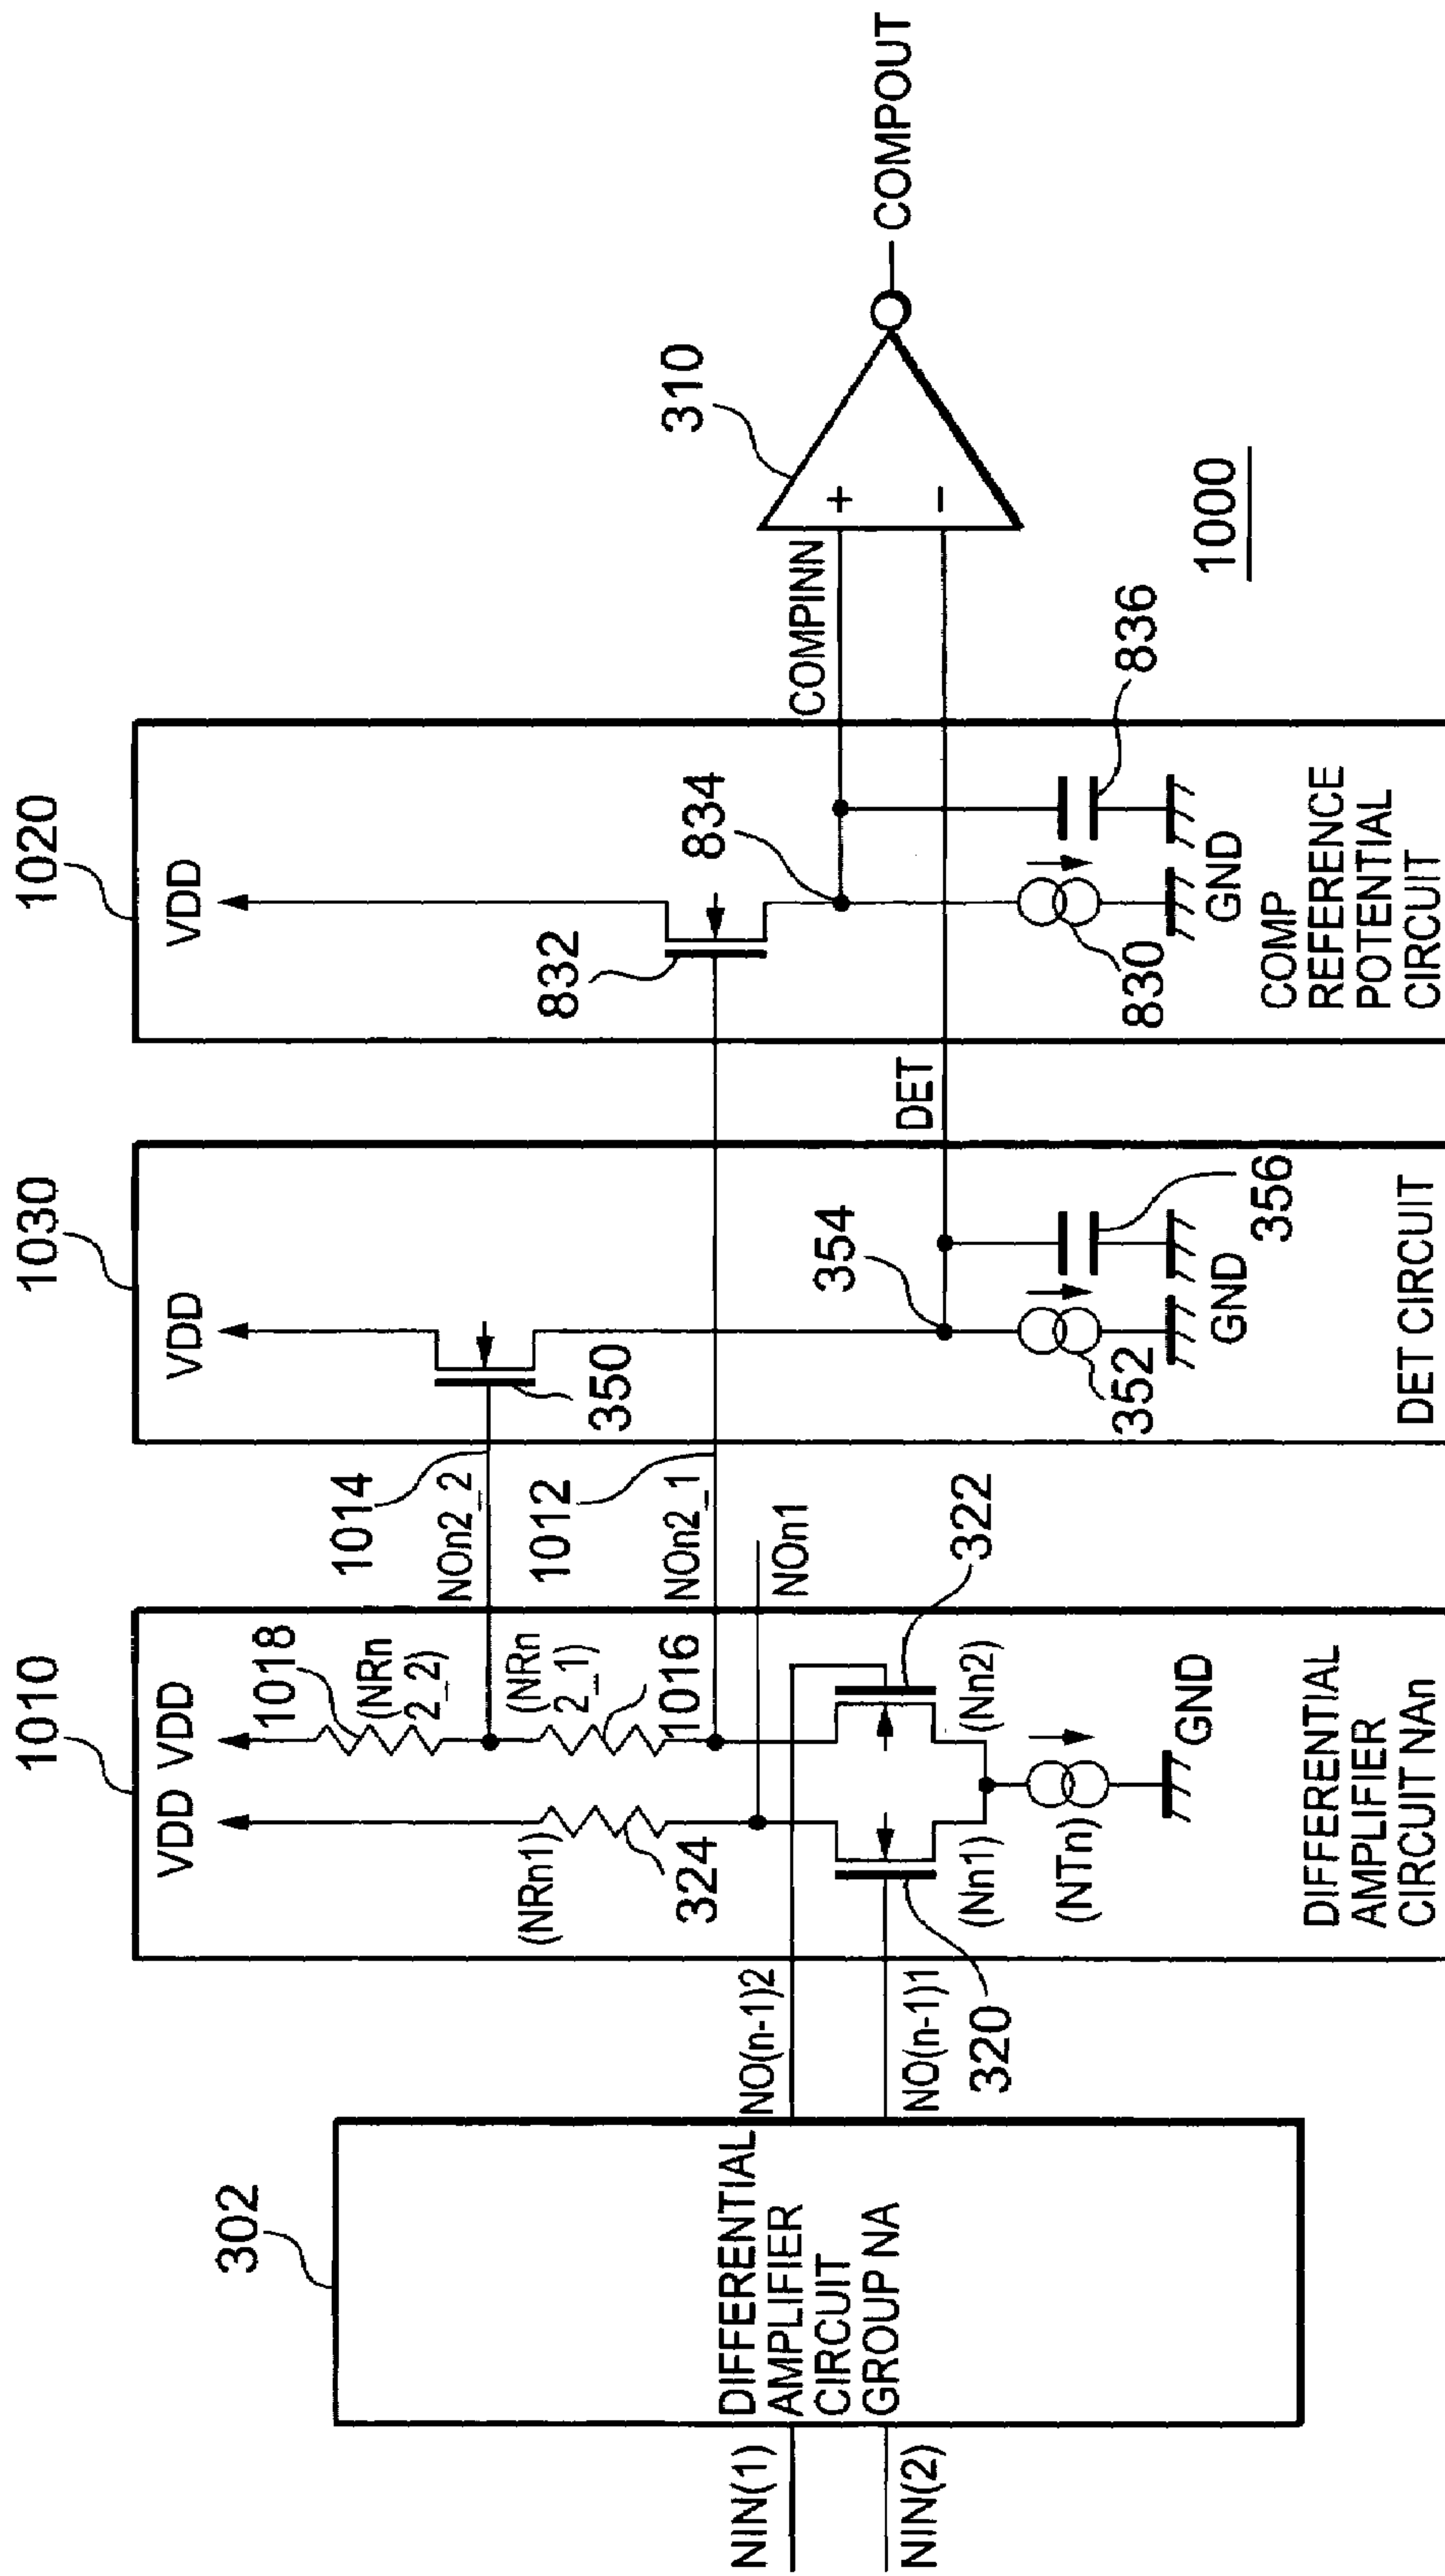 302
NIN(1)
NIN(2)
DIFFERENTIAL
AMPLIFIER
CIRCUIT
GROUP NA
NO(n-1)2
NO(n-1)1
1010
VDD
VDD
1018
(NRn
2_2)
(NRn
2_1)
1016
(NRn1)
324
320
322
(Nn1)
(Nn2)
(NTn)
GND
DIFFERENTIAL
AMPLIFIER
CIRCUIT NAn
1014
NOn2_2
1012
NOn2_1
NOn1
1030
VDD
350
354
352
356
GND
DET CIRCUIT
DET
1020
VDD
832
834
830
836
GND
COMP
REFERENCE
POTENTIAL
CIRCUIT
COMPINN
310
+
-
COMPOUT
1000